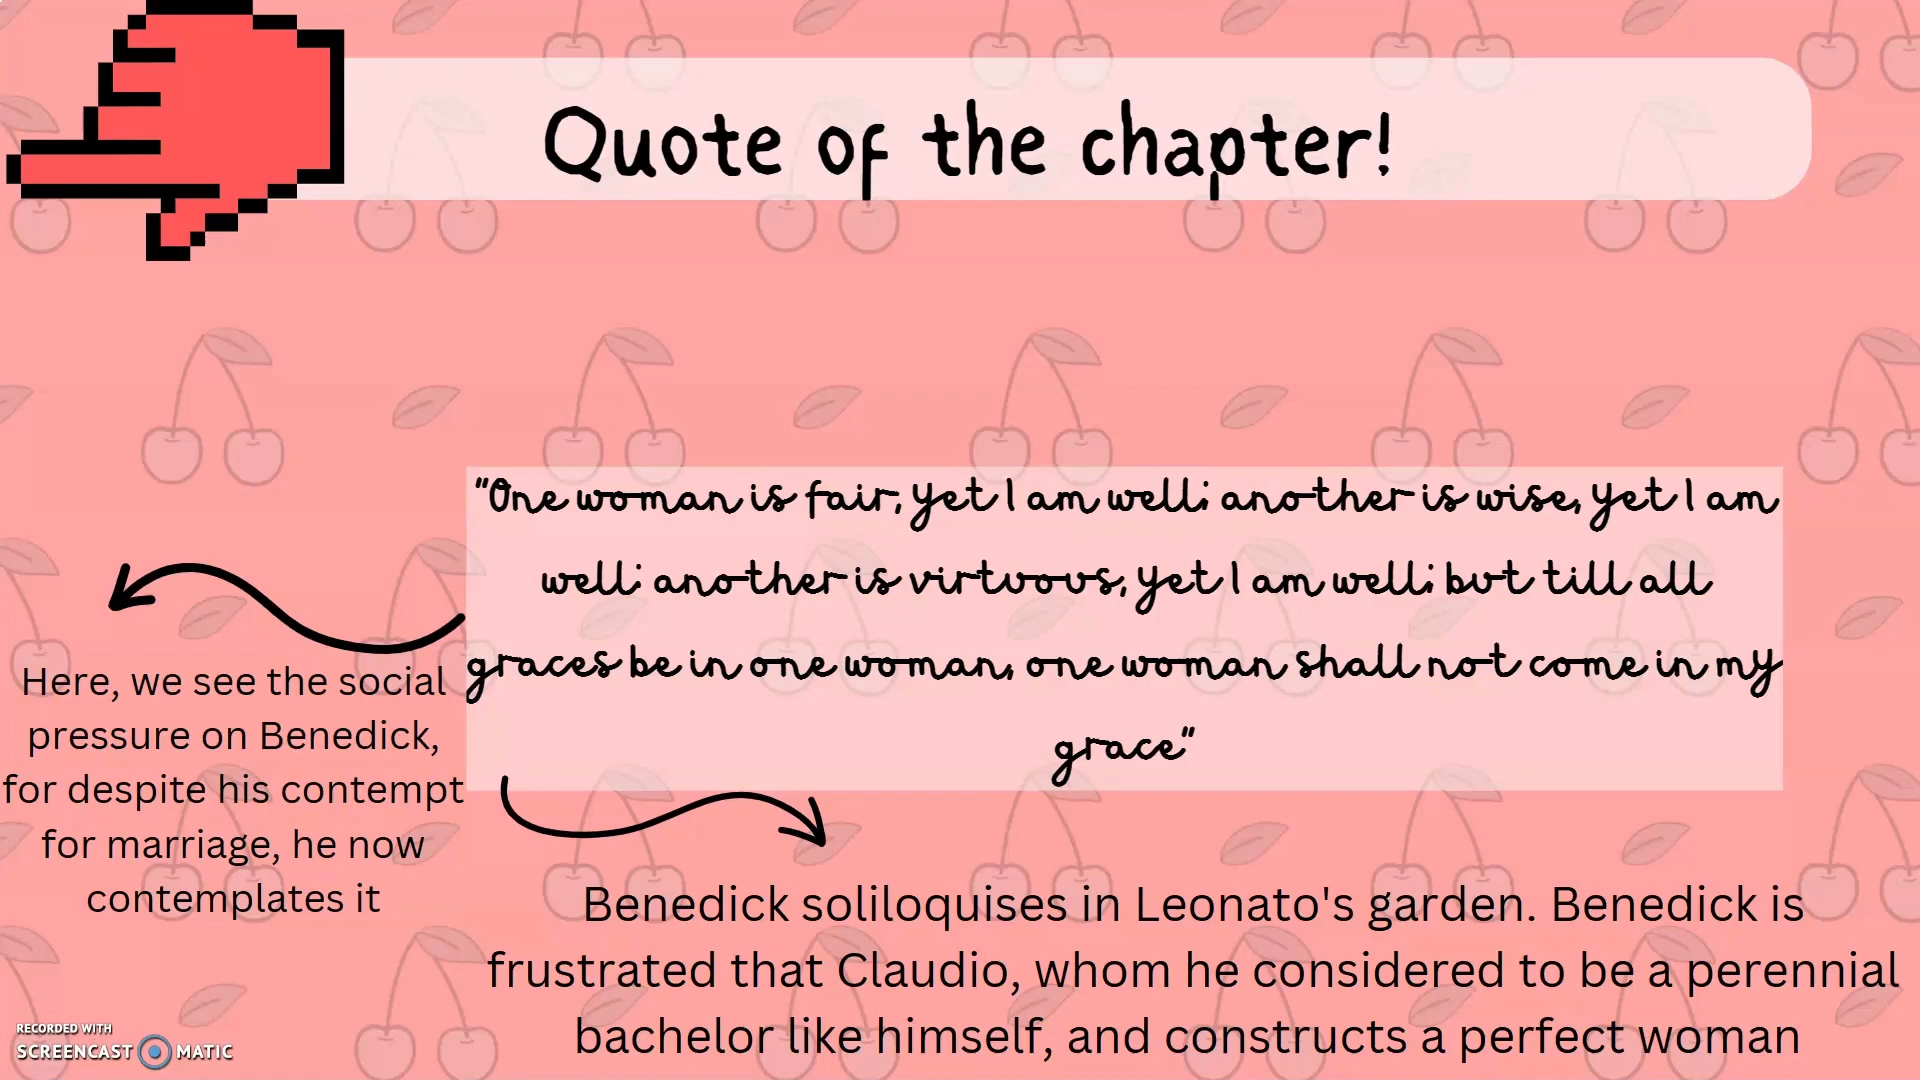 Quote of the chapter!
"One woman is fair, yet I am well; another is wise, yet I am
well; another is virtuous, yet I am well; but till all
graces be in one woman, one woman shall not come in my
grace"
Here, we see the social
pressure on Benedick,
for despite his contempt
for marriage, he now
contemplates it
Benedick soliloquises in Leonato's garden. Benedick is
frustrated that Claudio, whom he considered to be a perennial
bachelor like himself, and constructs a perfect woman
RECORDED WITH
SCREENCAST MATIC